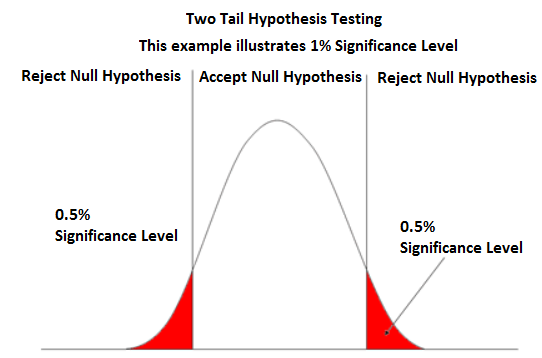 Two Tail Hypothesis Testing
This example illustrates 1% Significance Level
Reject Null Hypothesis
Accept Null Hypothesis
Reject Null Hypothesis
0.5%
Significance Level
0.5%
Significance Level